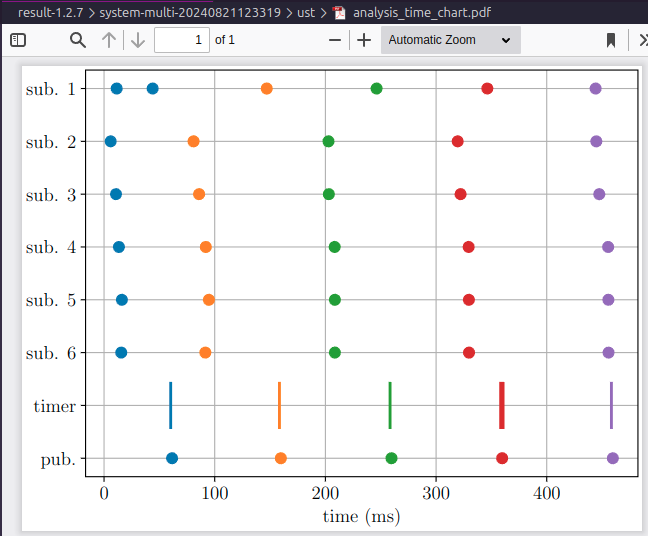 result-1.2.7 > system-multi-20240821123319 > ust > analysis_time_chart.pdf
1 of 1 Automatic Zoom
sub. 1
sub. 2
sub. 3
sub. 4
sub. 5
sub. 6
timer
pub.
0 100 200 300 400
time (ms)